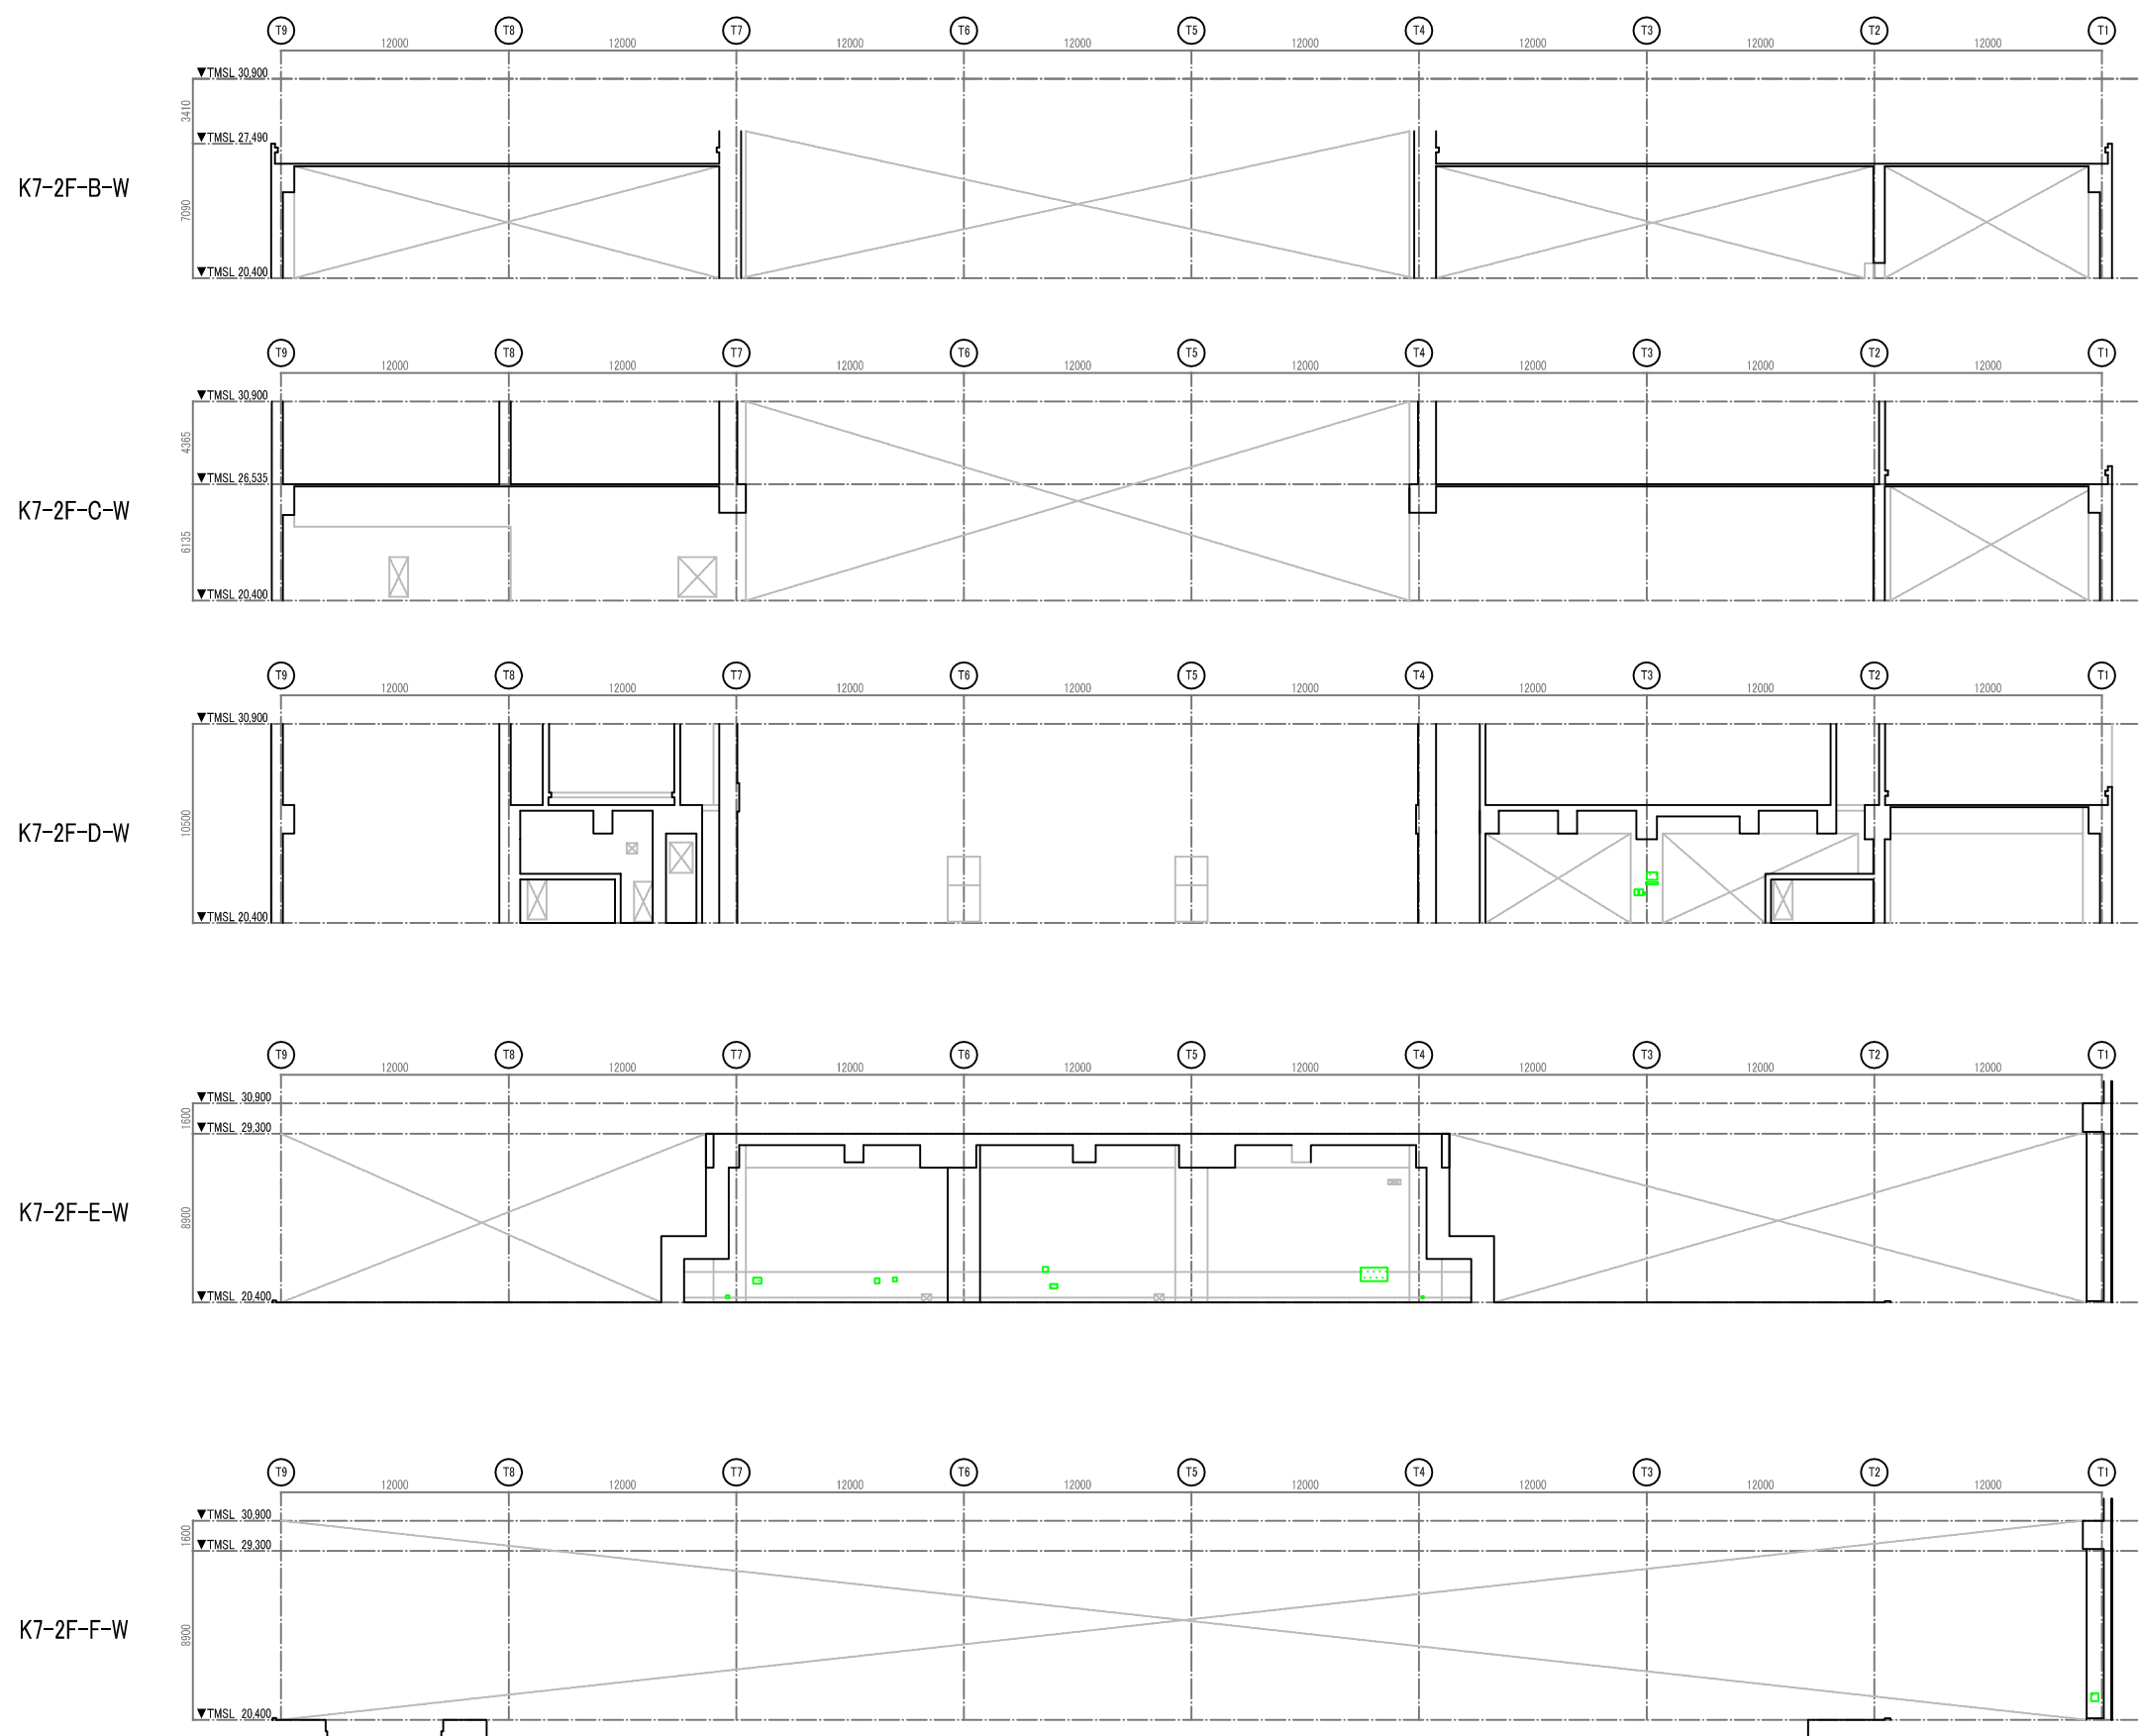 T9 T8 T7 T6 T5 T4 T3 T2 T1
12000 12000 12000 12000 12000 12000 12000 12000
▼TMSL 30,900
3410
▼TMSL 27,490
K7-2F-B-W
7090
▼TMSL 20,400
T9 T8 T7 T6 T5 T4 T3 T2 T1
12000 12000 12000 12000 12000 12000 12000 12000
▼TMSL 30,900
4365
▼TMSL 26,535
K7-2F-C-W
6135
▼TMSL 20,400
T9 T8 T7 T6 T5 T4 T3 T2 T1
12000 12000 12000 12000 12000 12000 12000 12000
▼TMSL 30,900
K7-2F-D-W
10500
▼TMSL 20,400
T9 T8 T7 T6 T5 T4 T3 T2 T1
12000 12000 12000 12000 12000 12000 12000 12000
▼TMSL 30,900
1600
▼TMSL 29,300
K7-2F-E-W
8900
▼TMSL 20,400
T9 T8 T7 T6 T5 T4 T3 T2 T1
12000 12000 12000 12000 12000 12000 12000 12000
▼TMSL 30,900
1600
▼TMSL 29,300
K7-2F-F-W
8900
▼TMSL 20,400